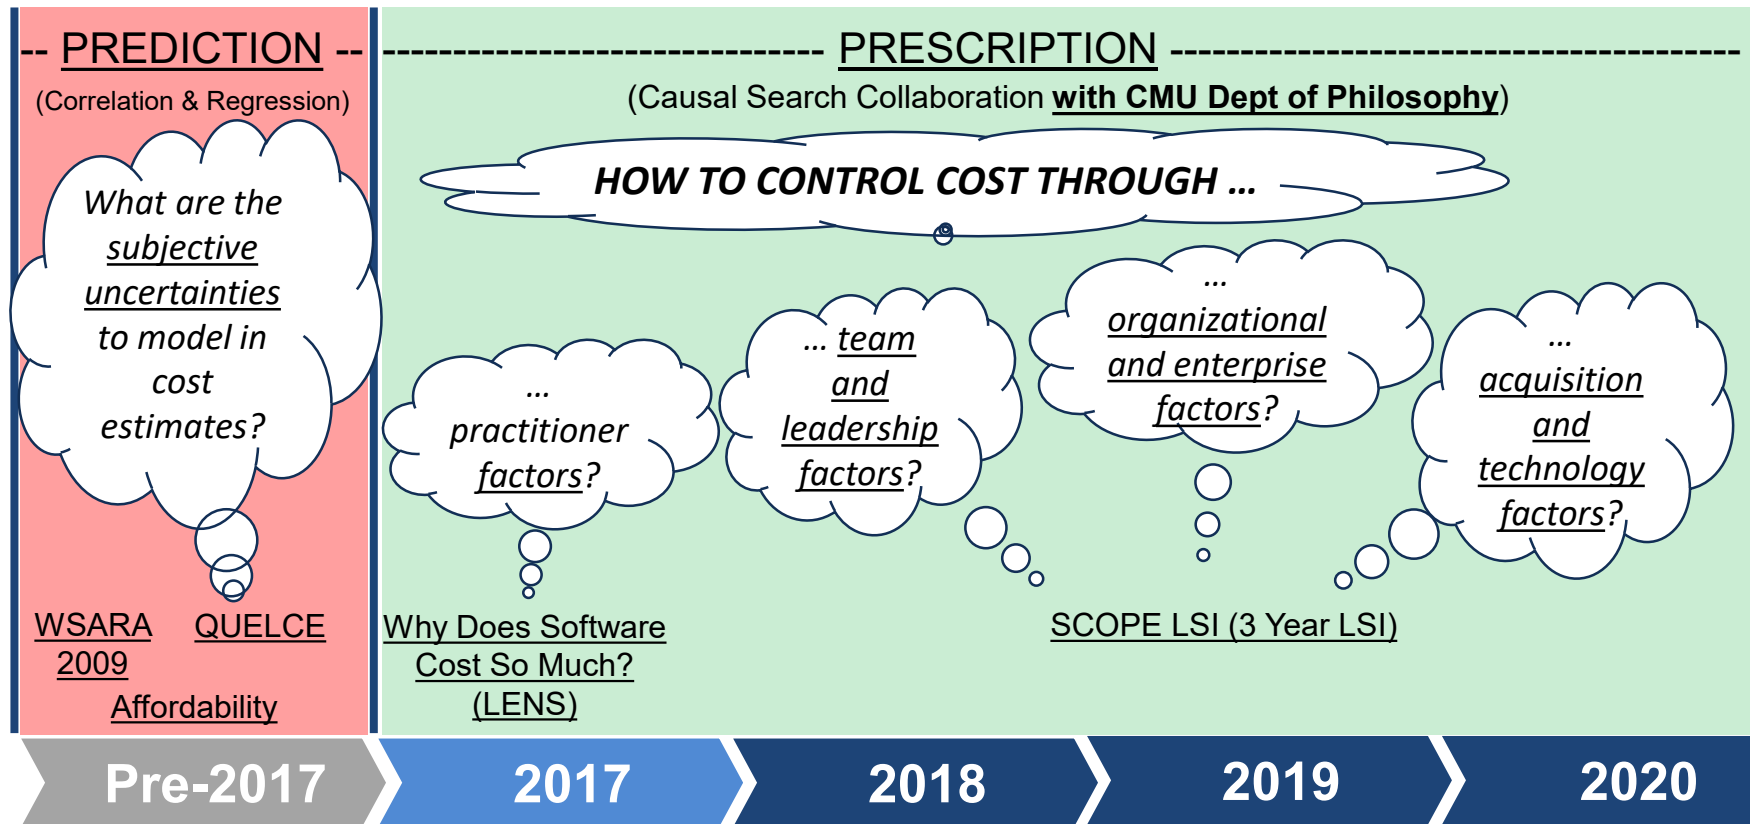 -- PREDICTION --
(Correlation & Regression)
What are the
subjective
uncertainties
to model in
cost
estimates?
WSARA
2009
QUELCE
Affordability
------------------------------- PRESCRIPTION ----------------------------------------
(Causal Search Collaboration with CMU Dept of Philosophy)
HOW TO CONTROL COST THROUGH …
…
practitioner
factors?
… team
and
leadership
factors?
…
organizational
and enterprise
factors?
…
acquisition
and
technology
factors?
Why Does Software
Cost So Much?
(LENS)
SCOPE LSI (3 Year LSI)
Pre-2017
2017
2018
2019
2020